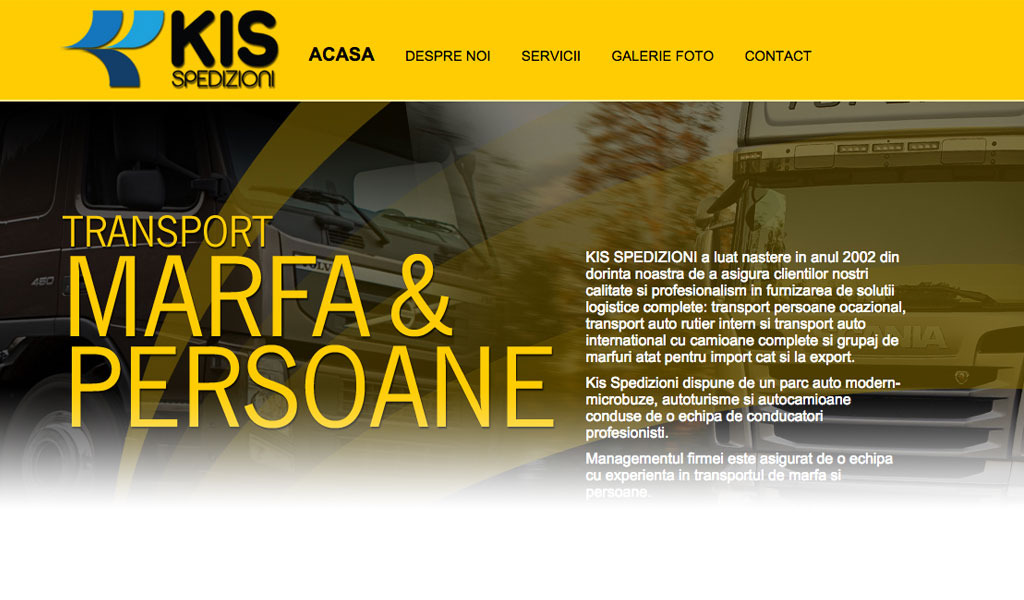 KIS
SPEDIZIONI
ACASA DESPRE NOI SERVICII GALERIE FOTO CONTACT
TRANSPORT
MARFA &
PERSOANE
460
KIS SPEDIZIONI a luat nastere in anul 2002 din
dorinta noastra de a asigura clientilor nostri
calitate si profesionalism in furnizarea de solutii
logistice complete: transport persoane ocazional,
transport auto rutier intern si transport auto
international cu camioane complete si grupaj de
marfuri atat pentru import cat si la export.
Kis Spedizioni dispune de un parc auto modern-
microbuze, autoturisme si autocamioane
conduse de o echipa de conducatori
profesionisti.
Managementul firmei este asigurat de o echipa
cu experienta in transportul de marfa si
persoane.